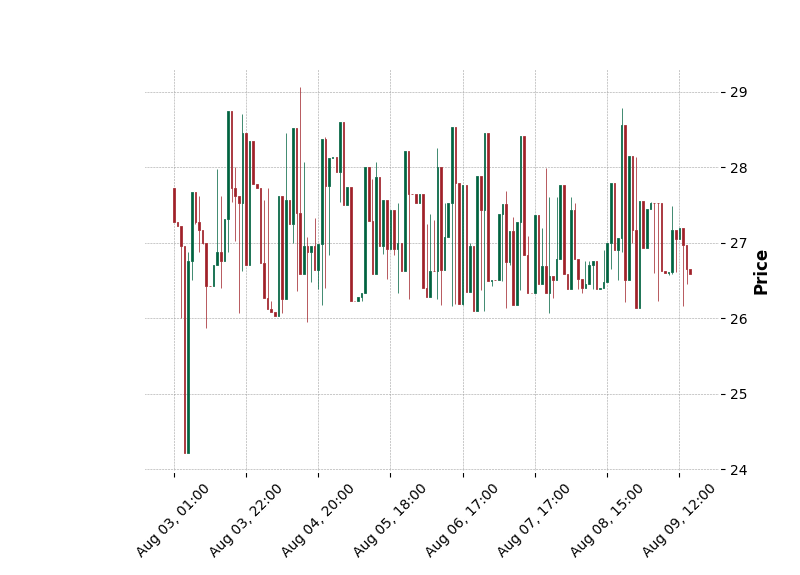 29
28
27
26
25
24
Price
Aug 03, 01:00
Aug 03, 22:00
Aug 04, 20:00
Aug 05, 18:00
Aug 06, 17:00
Aug 07, 17:00
Aug 08, 15:00
Aug 09, 12:00